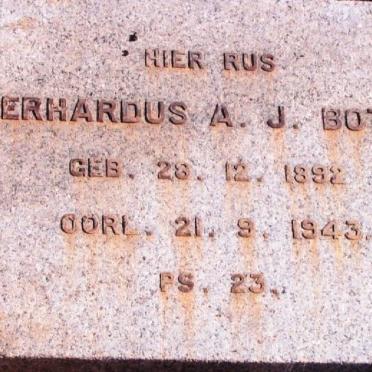 HIER RUS
ERHARDUS A. J. BOT
GEB. 28. 12. 1892
OORL. 21. 9. 1943.
PS. 23.